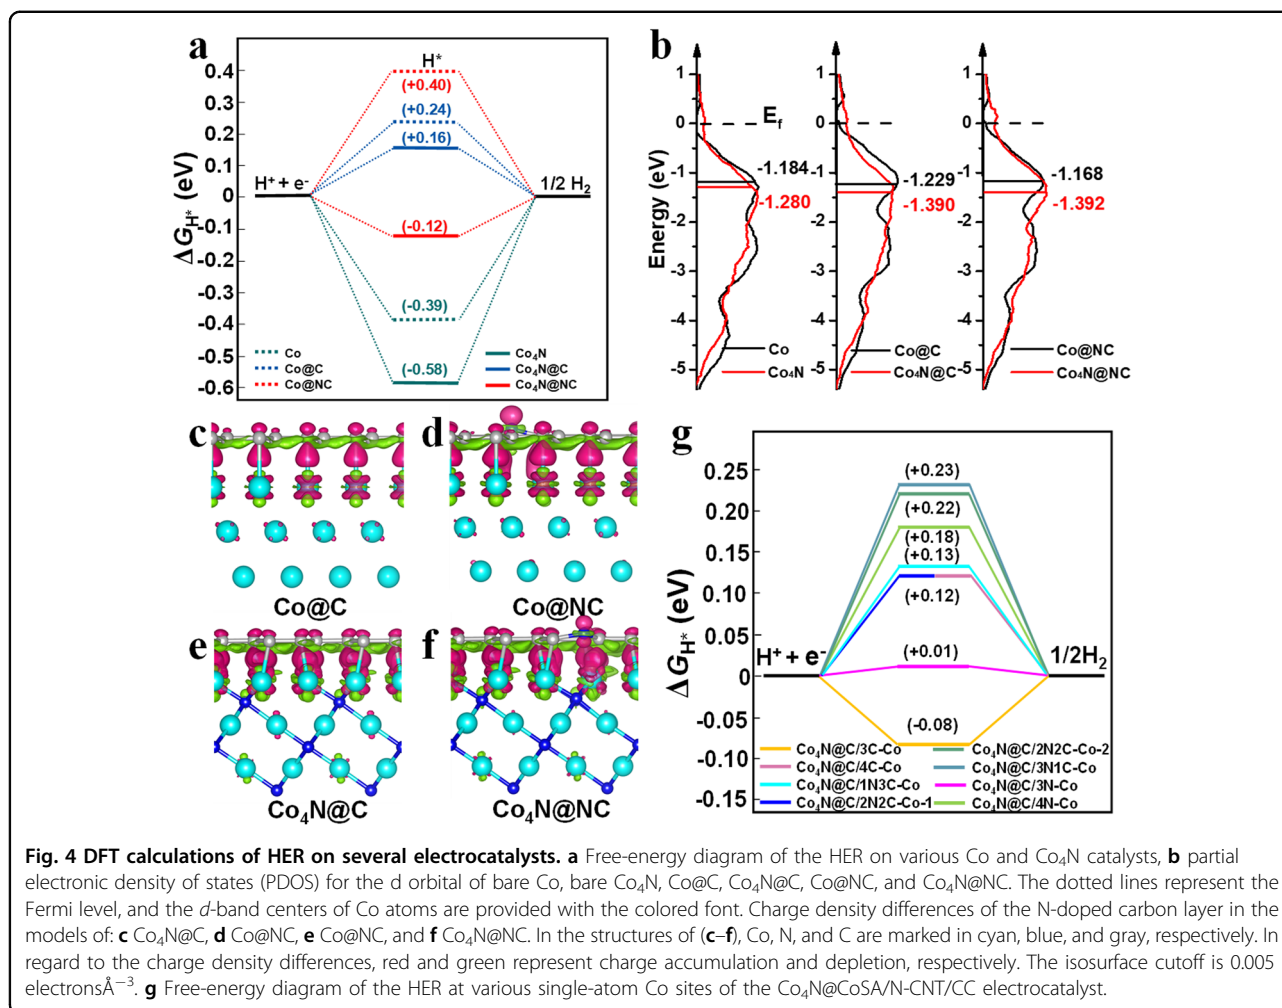 a
ΔG_H* (eV)
0.4
0.3
0.2
0.1
0
-0.1
-0.2
-0.3
-0.4
-0.5
-0.6
H*
(+0.40)
(+0.24)
(+0.16)
H⁺ + e⁻
1/2 H₂
(-0.12)
(-0.39)
(-0.58)
Co
Co@C
Co@NC
Co₄N
Co₄N@C
Co₄N@NC
b
Energy (eV)
1
0
-1
-2
-3
-4
-5
E_f
-1.184
-1.280
Co
Co₄N
1
0
-1
-2
-3
-4
-5
-1.229
-1.390
Co@C
Co₄N@C
1
0
-1
-2
-3
-4
-5
-1.168
-1.392
Co@NC
Co₄N@NC
c
Co@C
d
Co@NC
e
Co₄N@C
f
Co₄N@NC
g
ΔG_H* (eV)
0.25
0.20
0.15
0.10
0.05
0
-0.05
-0.10
-0.15
(+0.23)
(+0.22)
(+0.18)
(+0.13)
(+0.12)
(+0.01)
H⁺ + e⁻
1/2H₂
(-0.08)
Co₄N@C/3C-Co
Co₄N@C/4C-Co
Co₄N@C/1N3C-Co
Co₄N@C/2N2C-Co-1
Co₄N@C/2N2C-Co-2
Co₄N@C/3N1C-Co
Co₄N@C/3N-Co
Co₄N@C/4N-Co
Fig. 4 DFT calculations of HER on several electrocatalysts. a Free-energy diagram of the HER on various Co and Co₄N catalysts, b partial
electronic density of states (PDOS) for the d orbital of bare Co, bare Co₄N, Co@C, Co₄N@C, Co@NC, and Co₄N@NC. The dotted lines represent the
Fermi level, and the d-band centers of Co atoms are provided with the colored font. Charge density differences of the N-doped carbon layer in the
models of: c Co₄N@C, d Co@NC, e Co@NC, and f Co₄N@NC. In the structures of (c–f), Co, N, and C are marked in cyan, blue, and gray, respectively. In
regard to the charge density differences, red and green represent charge accumulation and depletion, respectively. The isosurface cutoff is 0.005
electronsÅ⁻³. g Free-energy diagram of the HER at various single-atom Co sites of the Co₄N@CoSA/N-CNT/CC electrocatalyst.